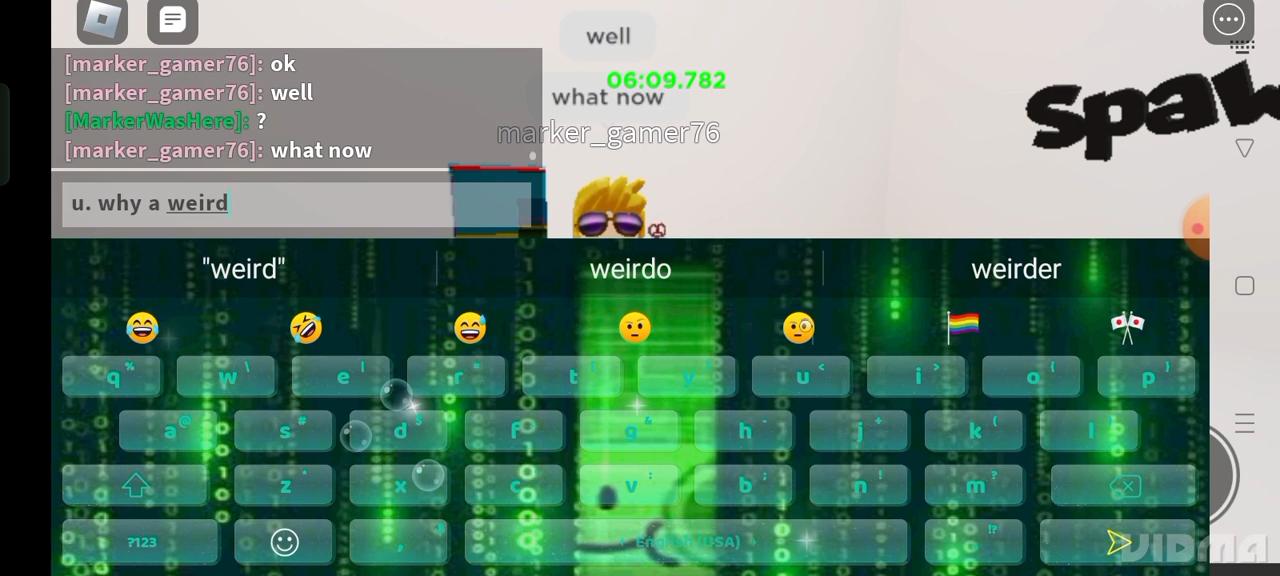 well
[marker_gamer76]: ok
06:09.782
[marker_gamer76]: well
what now
[MarkerWasHere]: ?
marker_gamer76
[marker_gamer76]: what now
u. why a weird
"weird" weirdo weirder
q w e r t y u i o p
a s d f g h j k l
z x c v b n m
?123 , English (USA)
VIDMA